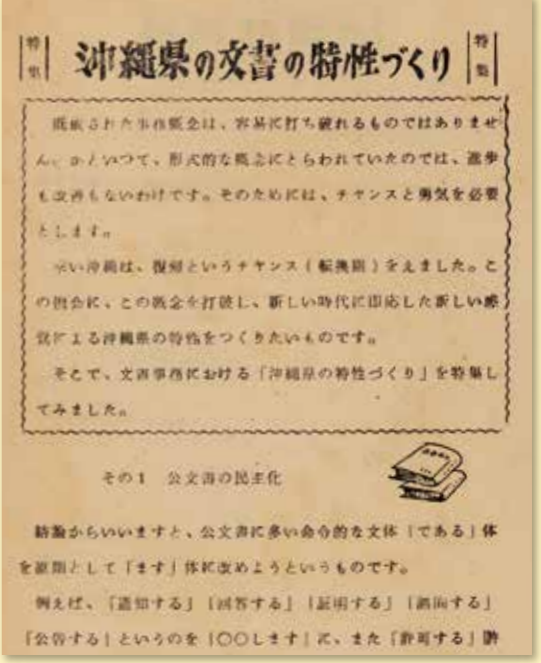 特集
沖縄県の文書の特性づくり
特集
既成された事務概念は、容易に打ち破れるものではありませ
ん。かといつて、形式的な概念にとらわれていたのでは、進歩
も改善もないわけです。そのためには、チヤンスと勇気を必要
とします。
幸い沖縄は、復帰というチヤンス(転換期)をえました。こ
の機会に、この概念を打破し、新しい時代に即応した新しい感
覚による沖縄県の特性をつくりたいものです。
そこで、文書事務における「沖縄県の特性づくり」を特集し
てみました。
その1 公文書の民主化
結論からいいますと、公文書に多い命令的な文体「である」体
を原則として「ます」体に改めようというものです。
例えば、「通知する」「回答する」「証明する」「諮問する」
「公告する」というのを「〇〇します」に、また「許可する」許